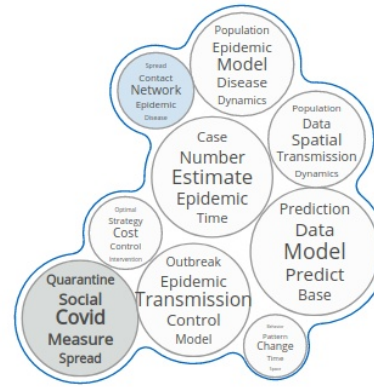 Population
Epidemic
Model
Disease
Dynamics
Spread
Contact
Network
Epidemic
Disease
Population
Data
Spatial
Transmission
Dynamics
Case
Number
Estimate
Epidemic
Time
Optimal
Strategy
Cost
Control
Intervention
Prediction
Data
Model
Predict
Base
Quarantine
Social
Covid
Measure
Spread
Outbreak
Epidemic
Transmission
Control
Model
Pattern
Change
Time